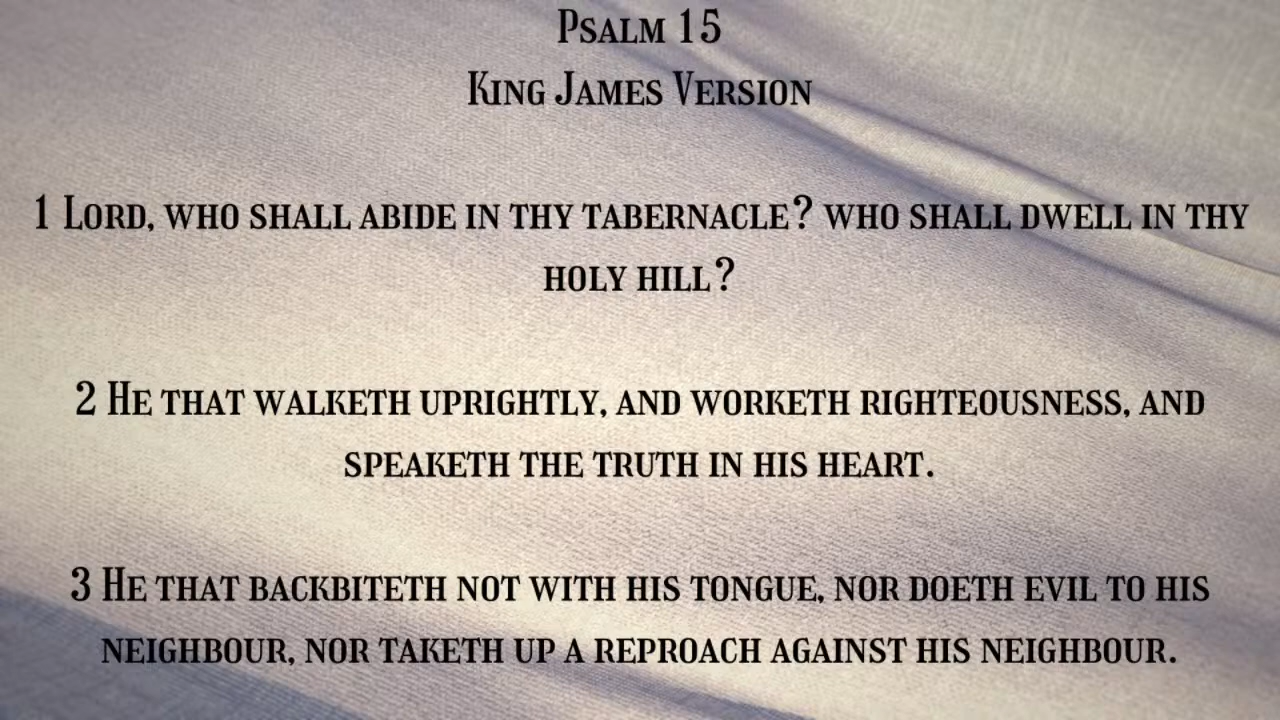 Psalm 15
King James Version
1 Lord, who shall abide in thy tabernacle? who shall dwell in thy
holy hill?
2 He that walketh uprightly, and worketh righteousness, and
speaketh the truth in his heart.
3 He that backbiteth not with his tongue, nor doeth evil to his
neighbour, nor taketh up a reproach against his neighbour.